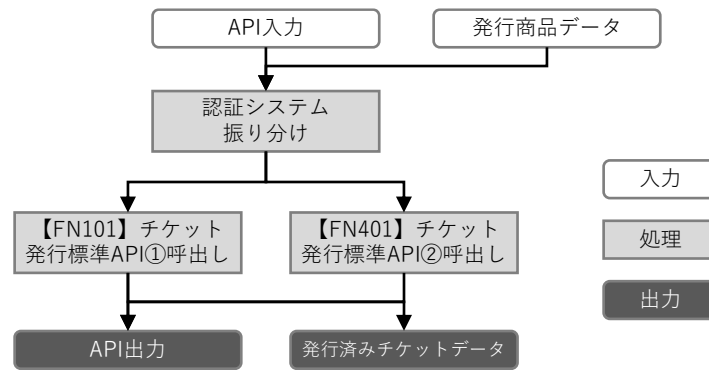 API入力
発行商品データ
認証システム
振り分け
【FN101】チケット
発行標準API①呼出し
【FN401】チケット
発行標準API②呼出し
API出力
発行済みチケットデータ
入力
処理
出力